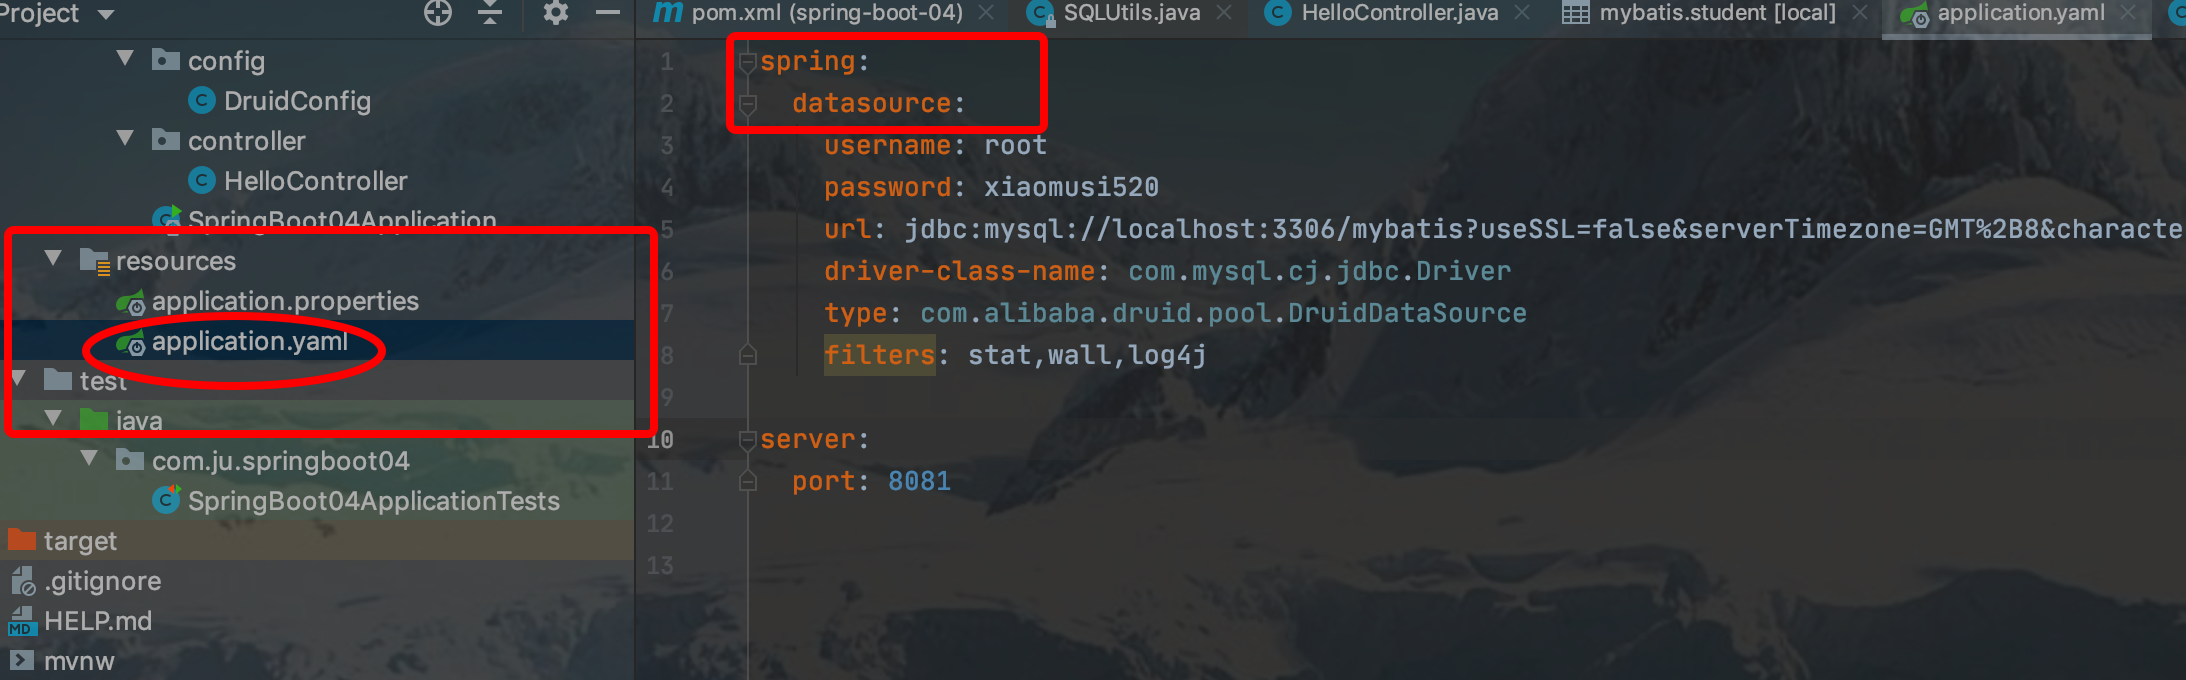 Project
pom.xml (spring-boot-04)
SQLUtils.java
HelloController.java
mybatis.student [local]
application.yaml
config
DruidConfig
controller
HelloController
SpringBoot04Application
resources
application.properties
application.yaml
test
java
com.ju.springboot04
SpringBoot04ApplicationTests
target
.gitignore
MD HELP.md
mvnw
1 spring:
2 datasource:
3 username: root
4 password: xiaomusi520
5 url: jdbc:mysql://localhost:3306/mybatis?useSSL=false&serverTimezone=GMT%2B8&characte
6 driver-class-name: com.mysql.cj.jdbc.Driver
7 type: com.alibaba.druid.pool.DruidDataSource
8 filters: stat,wall,log4j
9
10 server:
11 port: 8081
12
13